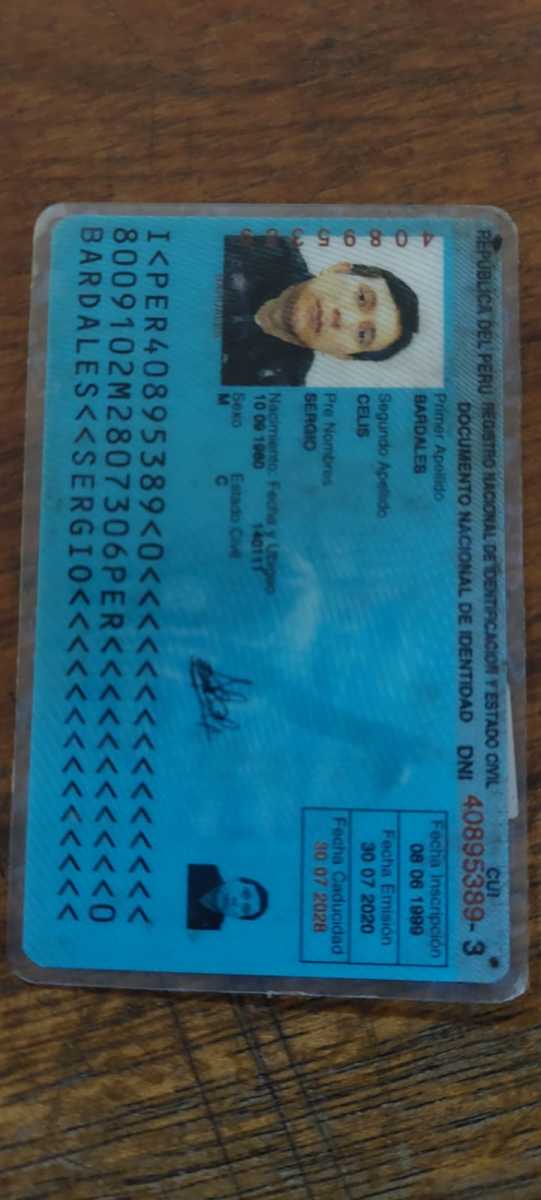 REPÚBLICA DEL PERU REGISTRO NACIONAL DE IDENTIFICACION Y ESTADO CIVIL
CUI
DOCUMENTO NACIONAL DE IDENTIDAD DNI 40895389-3
Primer Apellido
BARDALES
Segundo Apellido
CELIS
Pre Nombres
SERGIO
Nacimiento: Fecha y Ubigeo
10 09 1980 140111
Sexo Estado Civil
M C
Fecha Inscripción
08 06 1999
Fecha Emisión
30 07 2020
Fecha Caducidad
30 07 2028
I<PER40895389<0<<<<<<<<<<<<<<<
8009102M2807306PER<<<<<<<<<<<0
BARDALES<<SERGIO<<<<<<<<<<<<<<